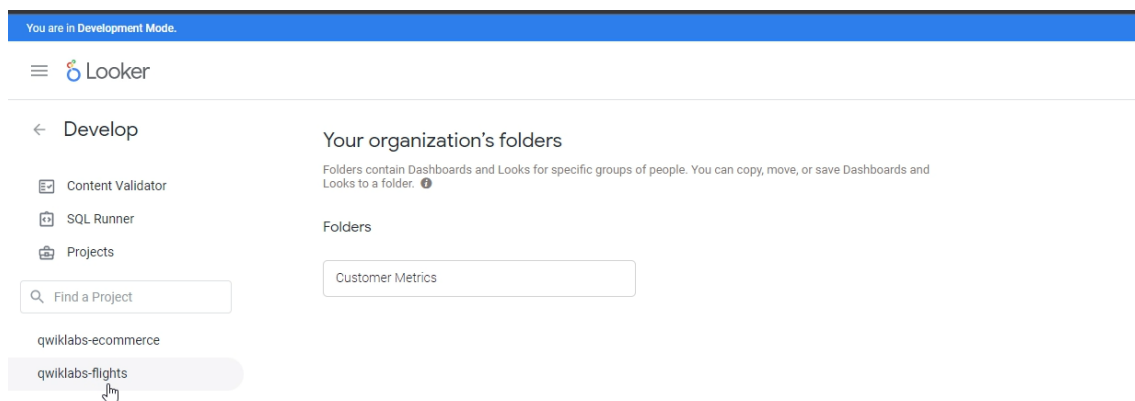 You are in Development Mode.
Looker
Develop
Content Validator
SQL Runner
Projects
Find a Project
qwiklabs-ecommerce
qwiklabs-flights
Your organization's folders
Folders contain Dashboards and Looks for specific groups of people. You can copy, move, or save Dashboards and
Looks to a folder.
Folders
Customer Metrics